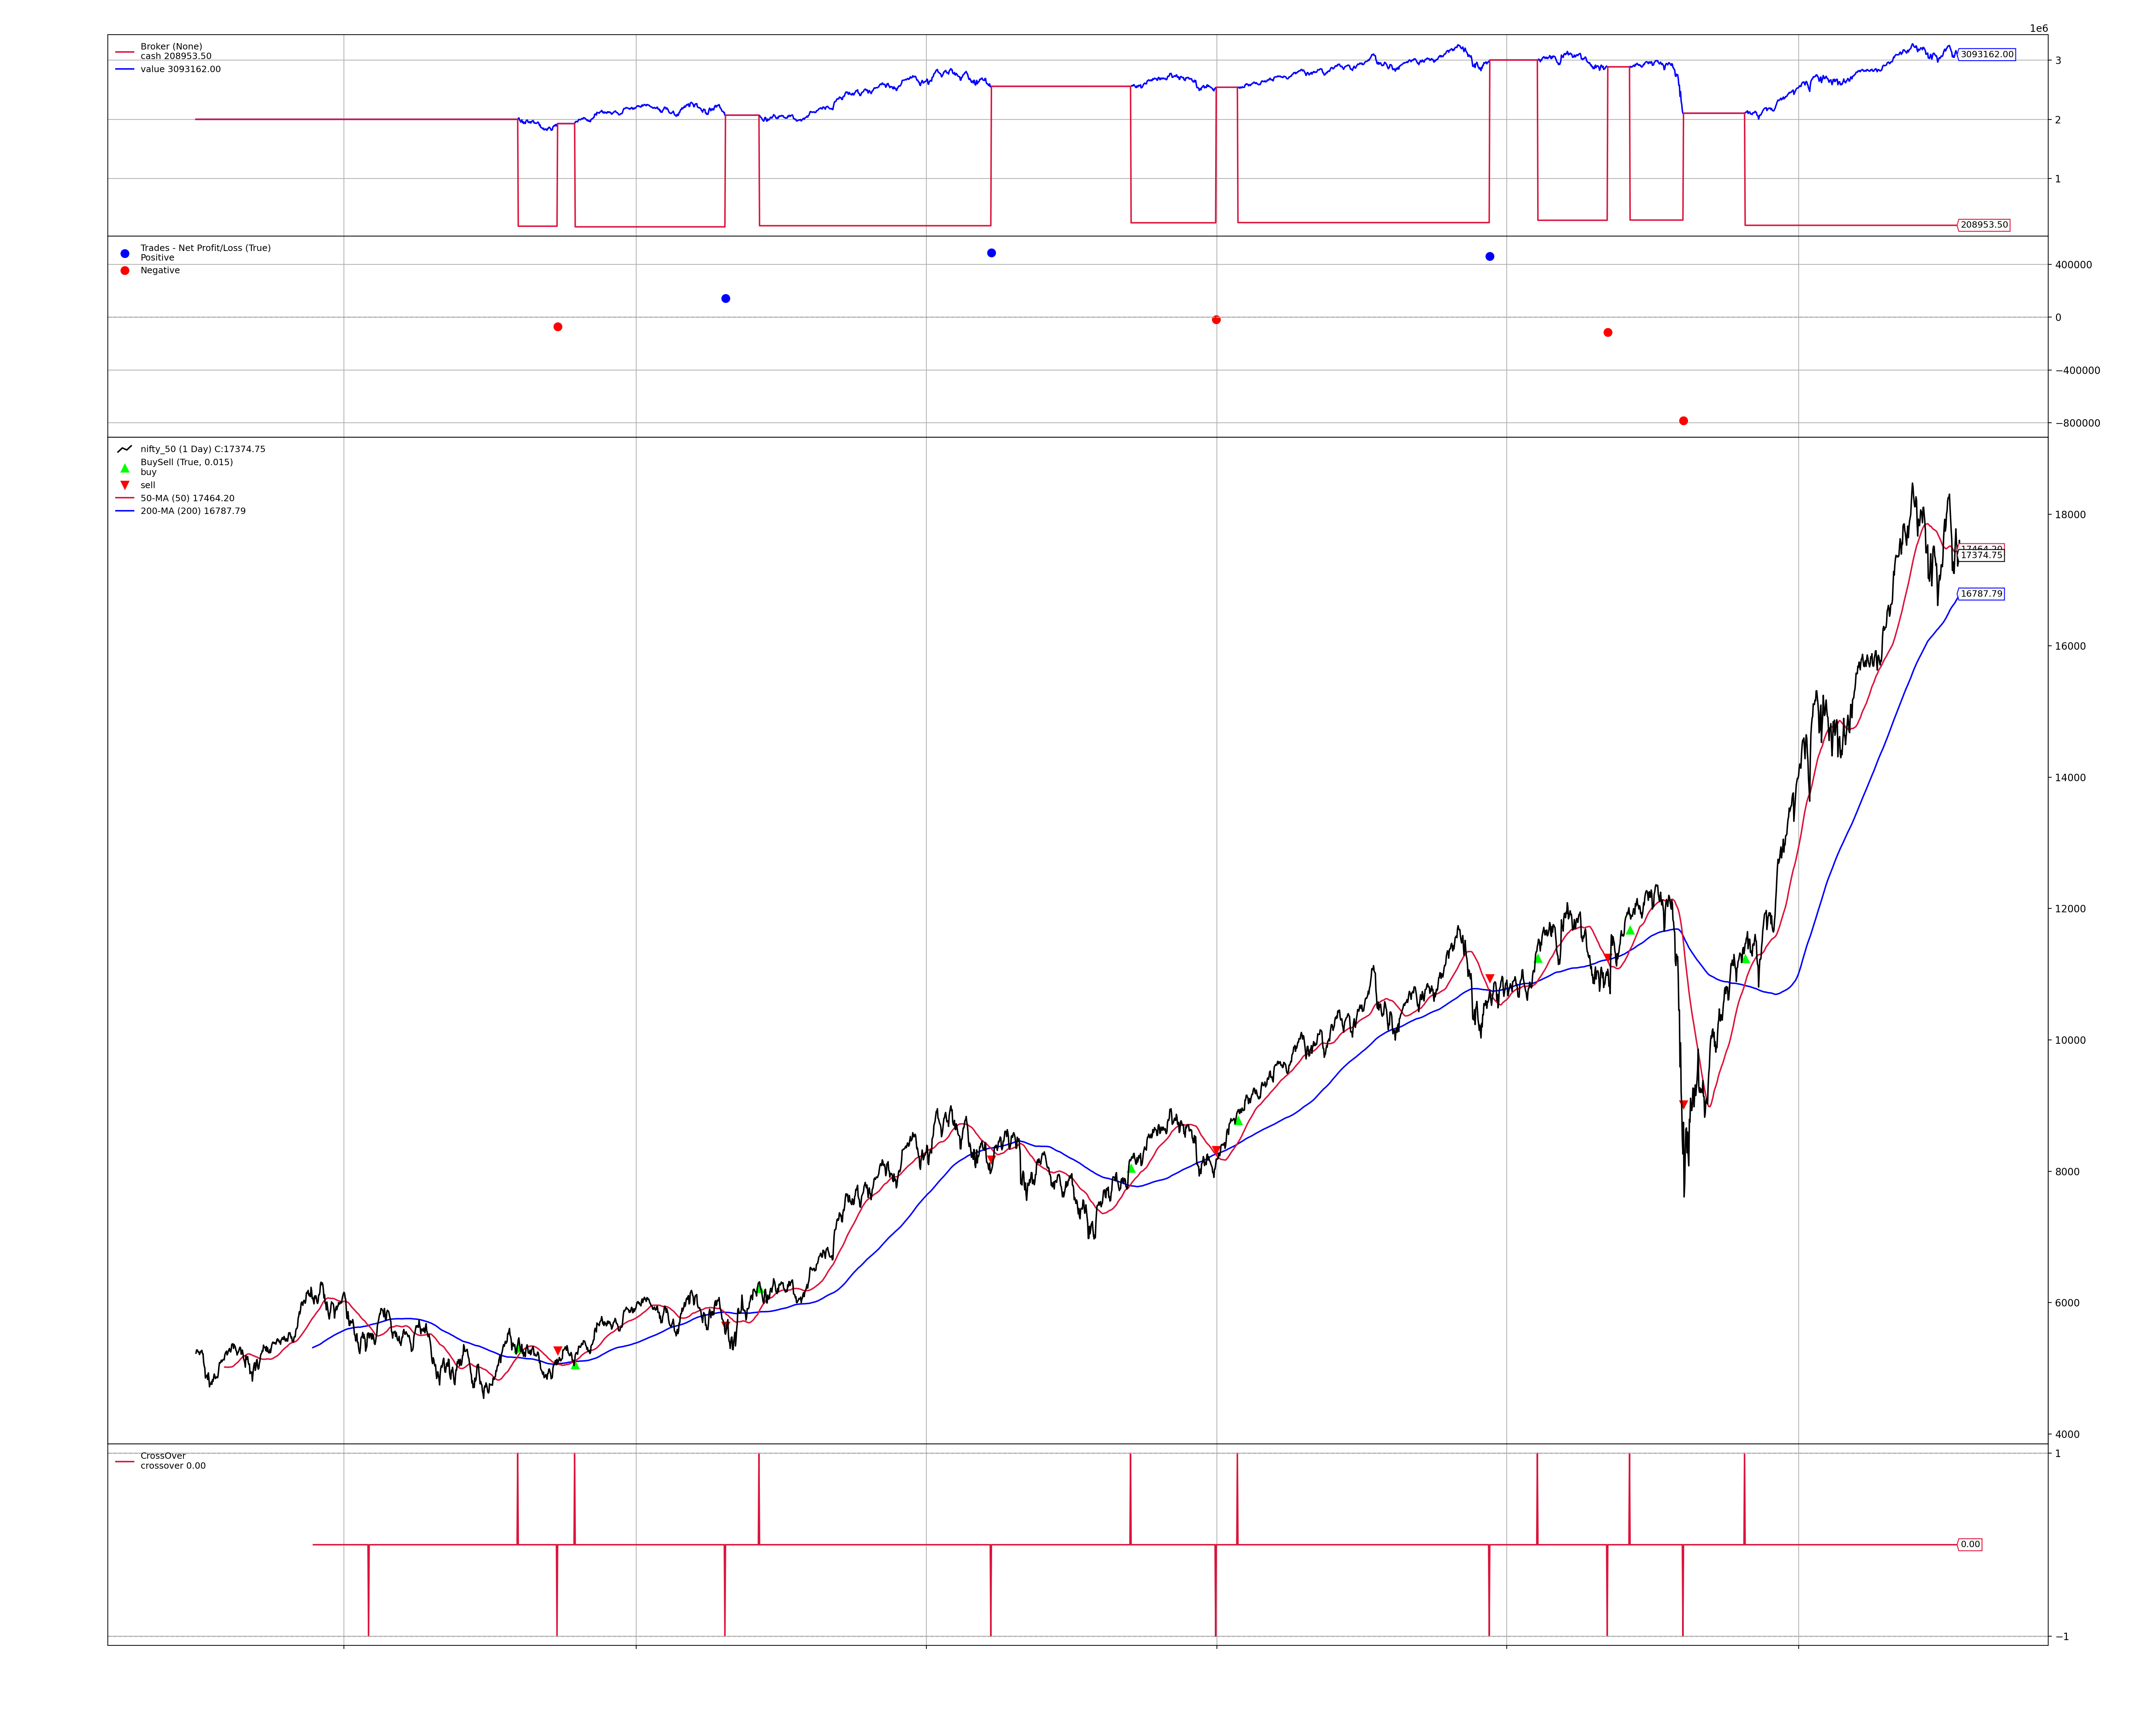 1e6
Broker (None)
cash 208953.50
value 3093162.00
3093162.00
3
2
1
208953.50
Trades - Net Profit/Loss (True)
Positive
Negative
400000
0
−400000
−800000
nifty_50 (1 Day) C:17374.75
BuySell (True, 0.015)
buy
sell
50-MA (50) 17464.20
200-MA (200) 16787.79
18000
17464.20
17374.75
16787.79
16000
14000
12000
10000
8000
6000
4000
CrossOver
crossover 0.00
1
0.00
−1